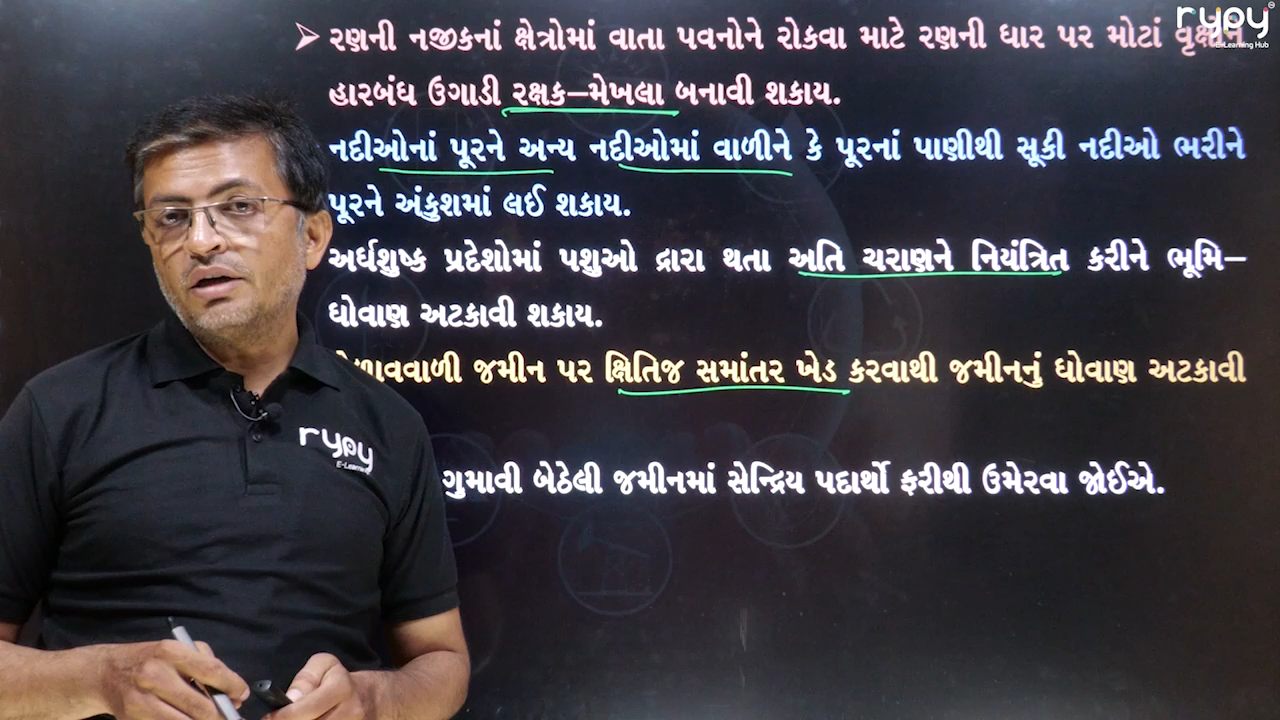 rypy
E-Learning Hub
➢ રણની નજીકનાં ક્ષેત્રોમાં વાતા પવનોને રોકવા માટે રણની ધાર પર મોટાં
હારબંધ ઉગાડી રક્ષક–મેખલા બનાવી શકાય.
નદીઓનાં પૂરને અન્ય નદીઓમાં વાળીને કે પૂરનાં પાણીથી સૂકી નદીઓ ભરીને
પૂરને અંકુશમાં લઈ શકાય.
અર્ધશુષ્ક પ્રદેશોમાં પશુઓ દ્રારા થતા અતિ ચરાણને નિયંત્રિત કરીને ભૂમિ–
ધોવાણ અટકાવી શકાય.
જમીન પર ક્ષિતિજ સમાંતર ખેડ કરવાથી જમીનનું ધોવાણ અટકાવી
ગુમાવી બેઠેલી જમીનમાં સેન્દ્રિય પદાર્થો ફરીથી ઉમેરવા જોઈએ.
rypy
E-Learning